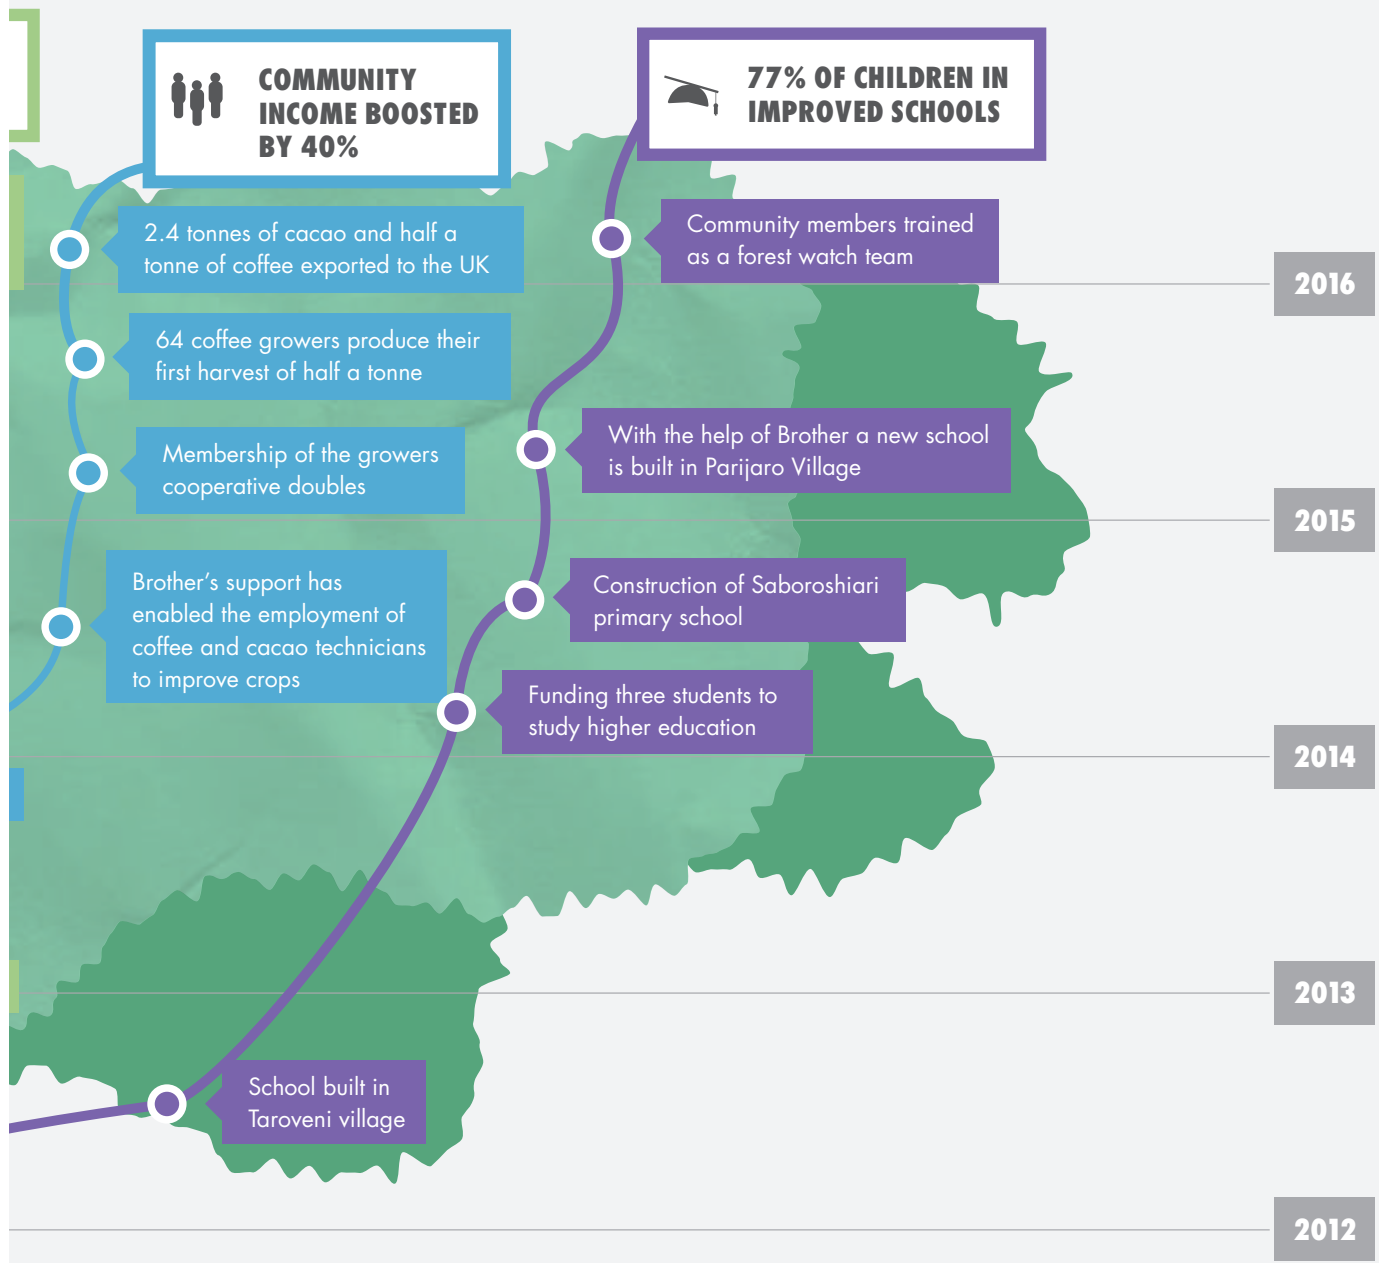 COMMUNITY
INCOME BOOSTED
BY 40%
2.4 tonnes of cacao and half a
tonne of coffee exported to the UK
64 coffee growers produce their
first harvest of half a tonne
Membership of the growers
cooperative doubles
Brother’s support has
enabled the employment of
coffee and cacao technicians
to improve crops
77% OF CHILDREN IN
IMPROVED SCHOOLS
Community members trained
as a forest watch team
With the help of Brother a new school
is built in Parijaro Village
Construction of Saboroshiari
primary school
Funding three students to
study higher education
School built in
Taroveni village
2016
2015
2014
2013
2012